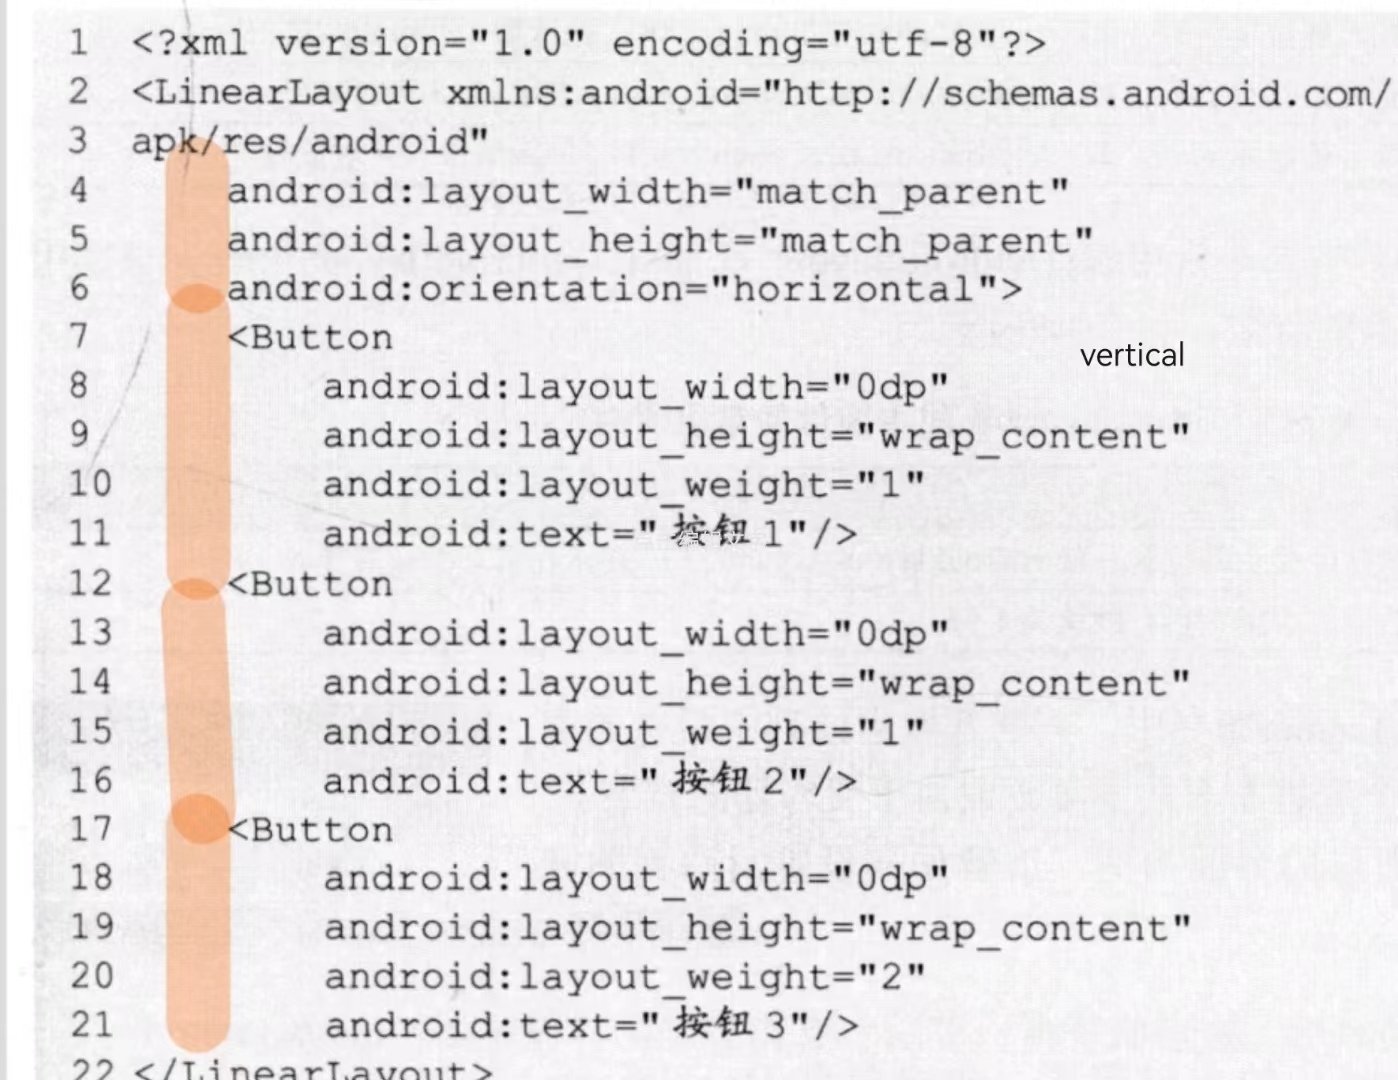 1 <?xml version="1.0" encoding="utf-8"?>
2 <LinearLayout xmlns:android="http://schemas.android.com/
3 apk/res/android"
4 android:layout_width="match_parent"
5 android:layout_height="match_parent"
6 android:orientation="horizontal">
7 <Button
vertical
8 android:layout_width="0dp"
9 android:layout_height="wrap_content"
10 android:layout_weight="1"
11 android:text=" 按钮 1"/>
12 <Button
13 android:layout_width="0dp"
14 android:layout_height="wrap_content"
15 android:layout_weight="1"
16 android:text=" 按钮 2"/>
17 <Button
18 android:layout_width="0dp"
19 android:layout_height="wrap_content"
20 android:layout_weight="2"
21 android:text=" 按钮 3"/>
22 </LinearLayout>